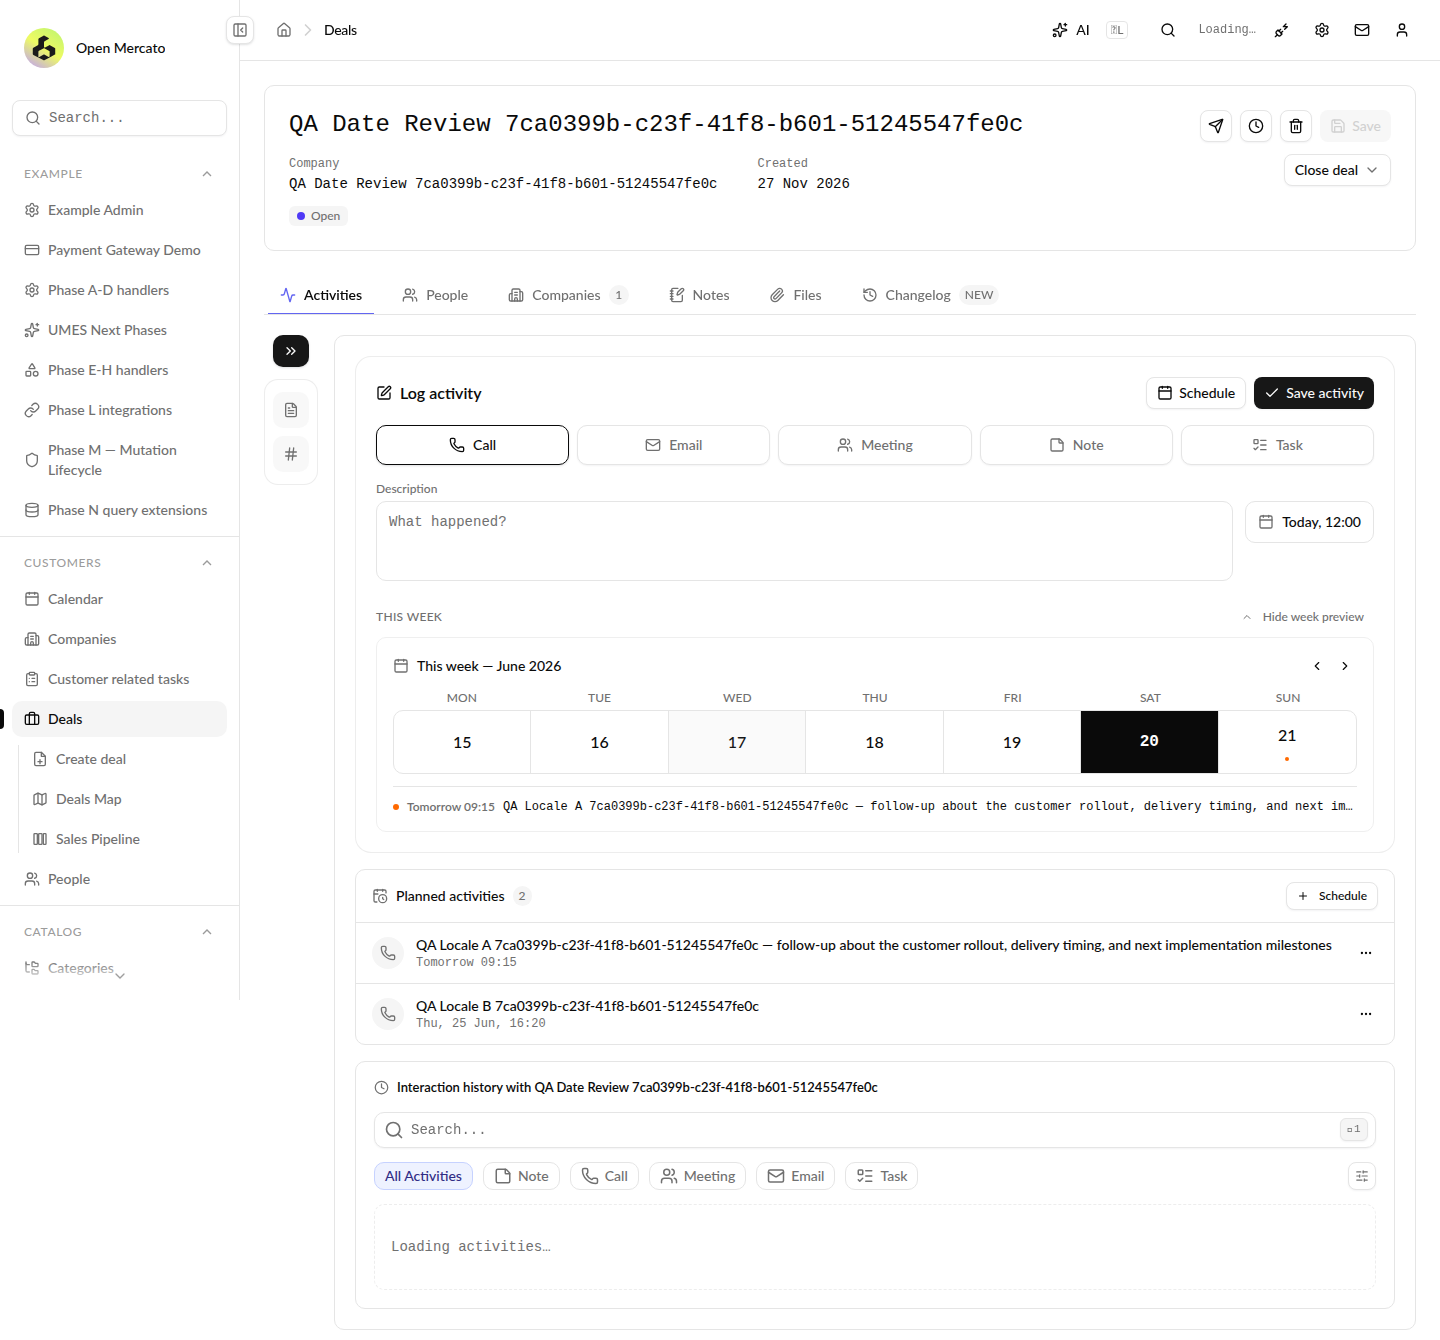 Open Mercato
Search...
EXAMPLE
Example Admin
Payment Gateway Demo
Phase A-D handlers
UMES Next Phases
Phase E-H handlers
Phase L integrations
Phase M — Mutation
Lifecycle
Phase N query extensions
CUSTOMERS
Calendar
Companies
Customer related tasks
Deals
Create deal
Deals Map
Sales Pipeline
People
CATALOG
Categories
Deals
AI
L
Loading…
QA Date Review 7ca0399b-c23f-41f8-b601-51245547fe0c
Save
Company
Created
QA Date Review 7ca0399b-c23f-41f8-b601-51245547fe0c
27 Nov 2026
Close deal
Open
Activities
People
Companies 1
Notes
Files
Changelog NEW
Log activity
Schedule
Save activity
Call
Email
Meeting
Note
Task
Description
What happened?
Today, 12:00
THIS WEEK
Hide week preview
This week — June 2026
MON TUE WED THU FRI SAT SUN
15 16 17 18 19 20 21
Tomorrow 09:15 QA Locale A 7ca0399b-c23f-41f8-b601-51245547fe0c — follow-up about the customer rollout, delivery timing, and next im…
Planned activities 2
Schedule
QA Locale A 7ca0399b-c23f-41f8-b601-51245547fe0c — follow-up about the customer rollout, delivery timing, and next implementation milestones
Tomorrow 09:15
QA Locale B 7ca0399b-c23f-41f8-b601-51245547fe0c
Thu, 25 Jun, 16:20
Interaction history with QA Date Review 7ca0399b-c23f-41f8-b601-51245547fe0c
Search...
1
All Activities
Note
Call
Meeting
Email
Task
Loading activities…